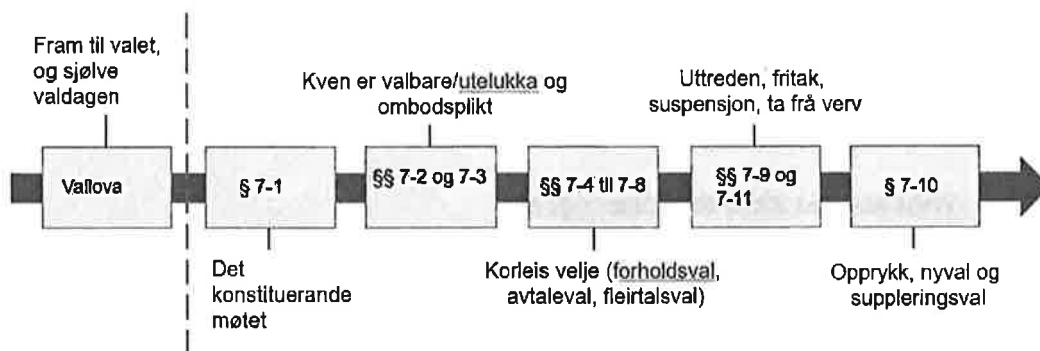 Fram til valet,
og sjølve
valdagen
Kven er valbare/utelukka og
ombodsplikt
Uttreden, fritak,
suspensjon, ta frå verv
Vallova
§ 7-1
§§ 7-2 og 7-3
§§ 7-4 til 7-8
§§ 7-9 og
7-11
§ 7-10
Det
konstituerande
møtet
Korleis velje (forholdsval,
avtaleval, fleirtalsval)
Opprykk, nyval og
suppleringsval